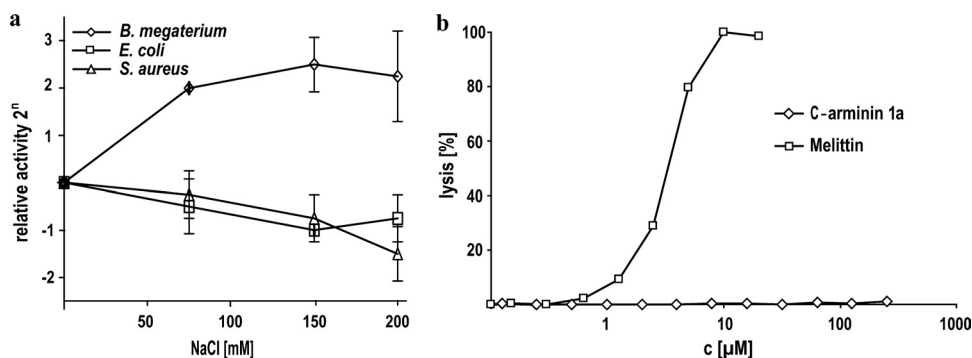 a
B. megaterium
E. coli
S. aureus
relative activity 2ⁿ
3
2
1
-1
-2
50
100
150
200
NaCl [mM]
b
C-arminin 1a
Melittin
lysis [%]
100
80
60
40
20
1
10
100
1000
c [µM]